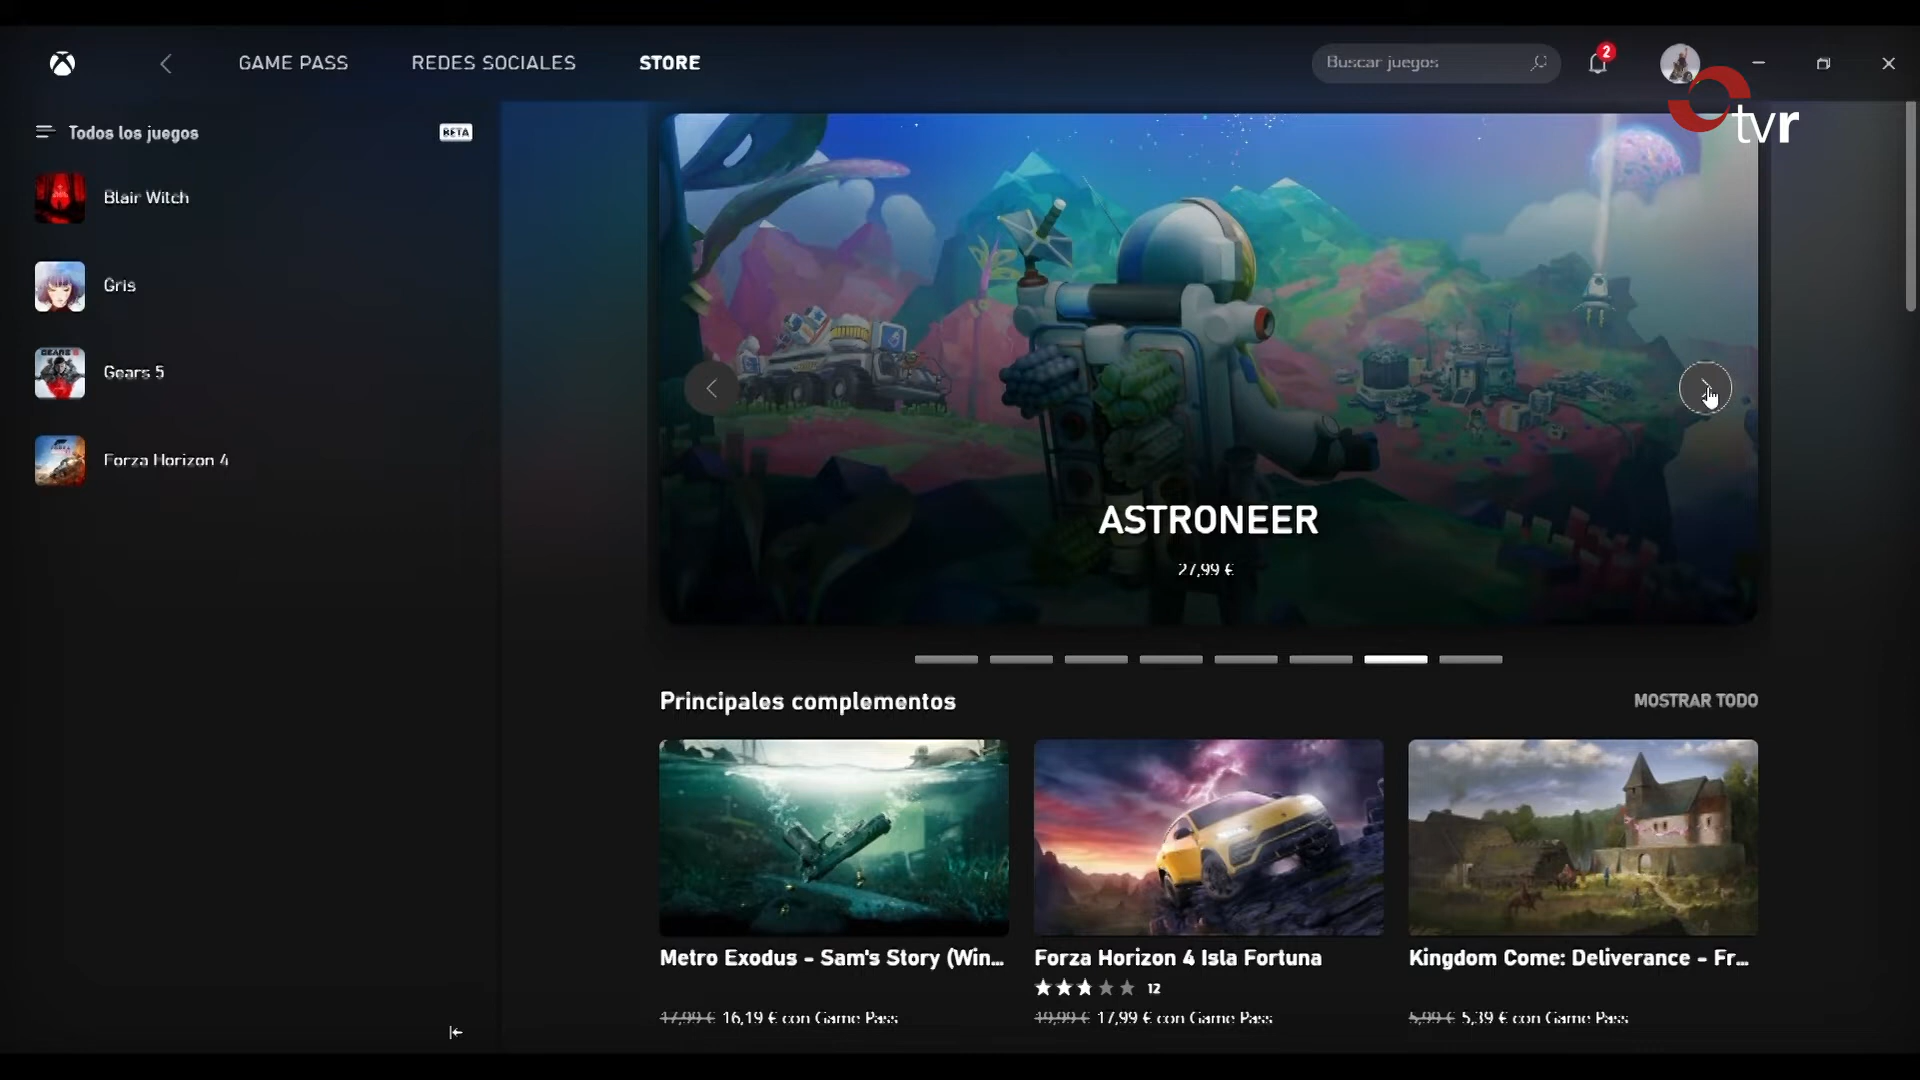 GAME PASS
REDES SOCIALES
STORE
Buscar juegos
2
tvr
Todos los juegos
BETA
Blair Witch
Gris
Gears 5
Forza Horizon 4
ASTRONEER
27,99 €
Principales complementos
MOSTRAR TODO
Metro Exodus - Sam's Story (Win...
17,99 € 16,19 € con Game Pass
Forza Horizon 4 Isla Fortuna
12
19,99 € 17,99 € con Game Pass
Kingdom Come: Deliverance - Fr...
5,99 € 5,39 € con Game Pass